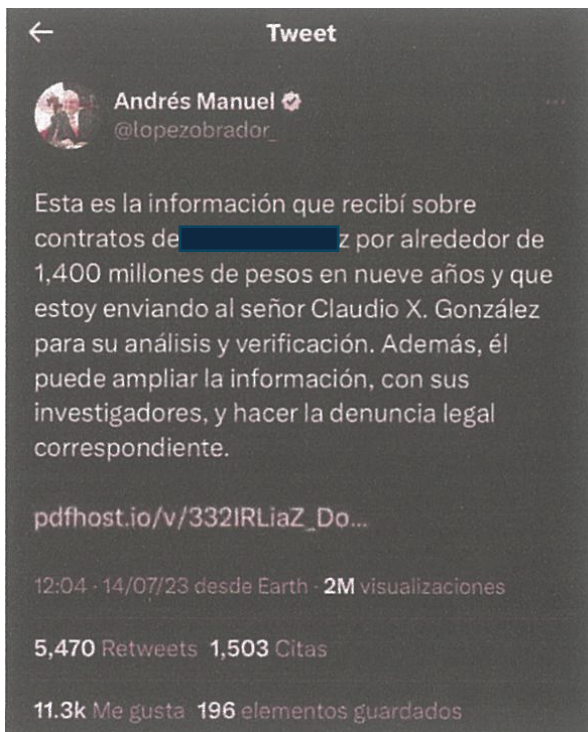 Tweet
Andrés Manuel
@lopezobrador_
Esta es la información que recibí sobre
contratos de z por alrededor de
1,400 millones de pesos en nueve años y que
estoy enviando al señor Claudio X. González
para su análisis y verificación. Además, él
puede ampliar la información, con sus
investigadores, y hacer la denuncia legal
correspondiente.
pdfhost.io/v/332IRLiaZ_Do...
12:04 · 14/07/23 desde Earth · 2M visualizaciones
5,470 Retweets 1,503 Citas
11.3k Me gusta 196 elementos guardados